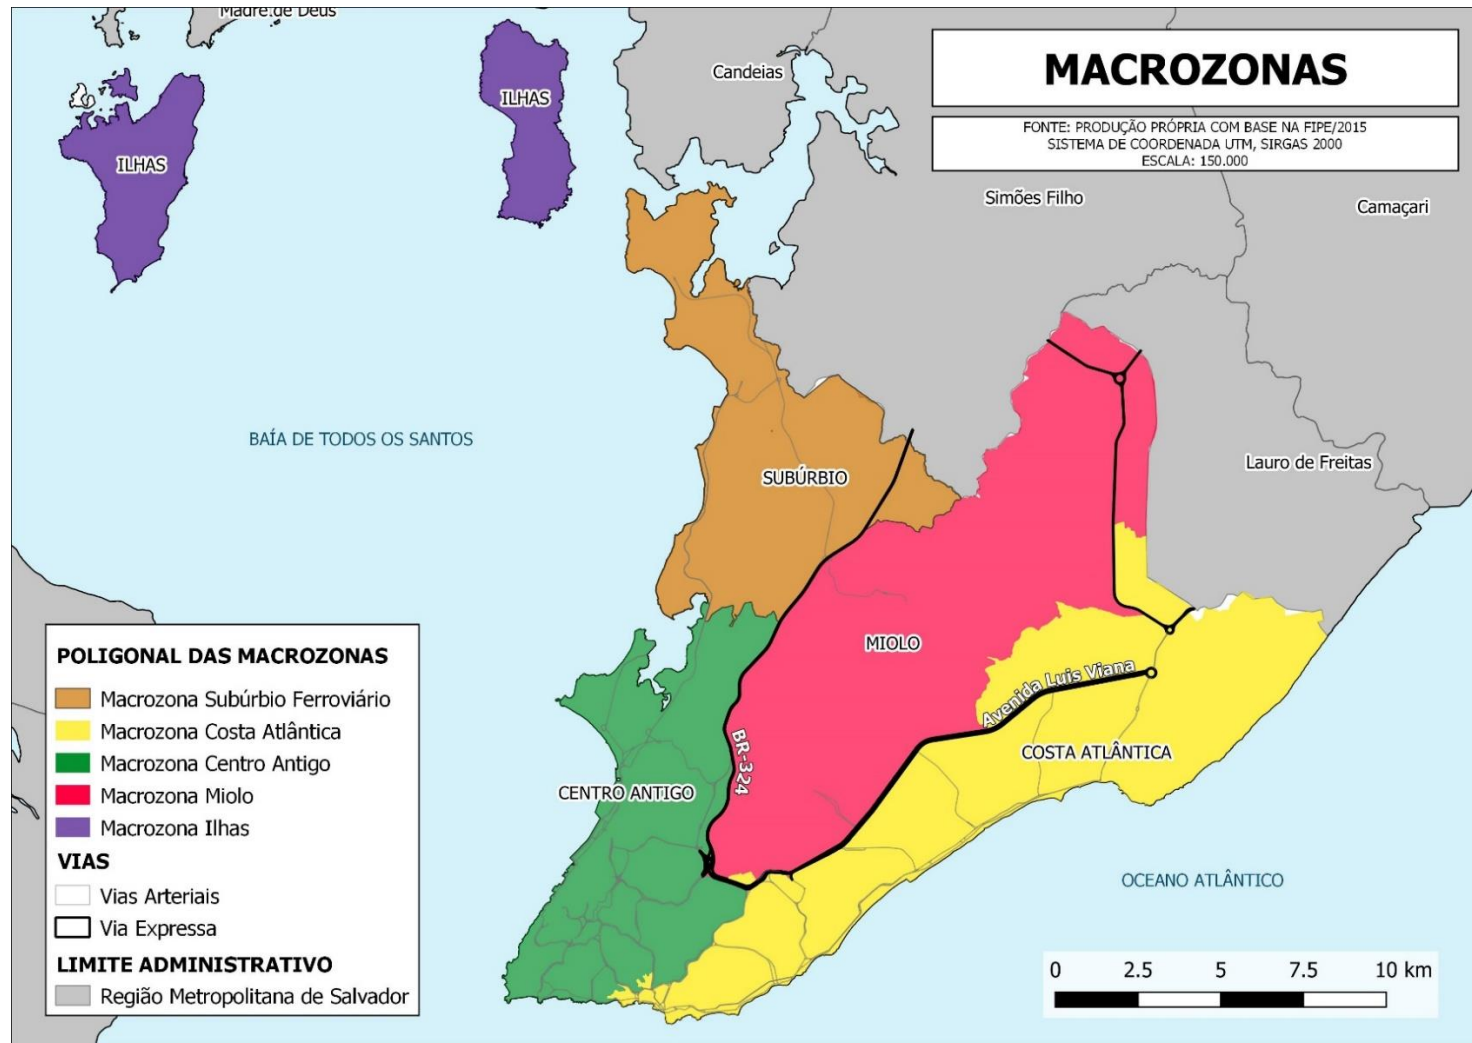 Madre de Deus
Candeias
ILHAS
ILHAS
MACROZONAS
FONTE: PRODUÇÃO PRÓPRIA COM BASE NA FIPE/2015
SISTEMA DE COORDENADA UTM, SIRGAS 2000
ESCALA: 150.000
Simões Filho
Camaçari
BAÍA DE TODOS OS SANTOS
SUBÚRBIO
Lauro de Freitas
MIOLO
Avenida Luis Viana
BR-324
COSTA ATLÂNTICA
CENTRO ANTIGO
OCEANO ATLÂNTICO
POLIGONAL DAS MACROZONAS
Macrozona Subúrbio Ferroviário
Macrozona Costa Atlântica
Macrozona Centro Antigo
Macrozona Miolo
Macrozona Ilhas
VIAS
Vias Arteriais
Via Expressa
LIMITE ADMINISTRATIVO
Região Metropolitana de Salvador
0 2.5 5 7.5 10 km